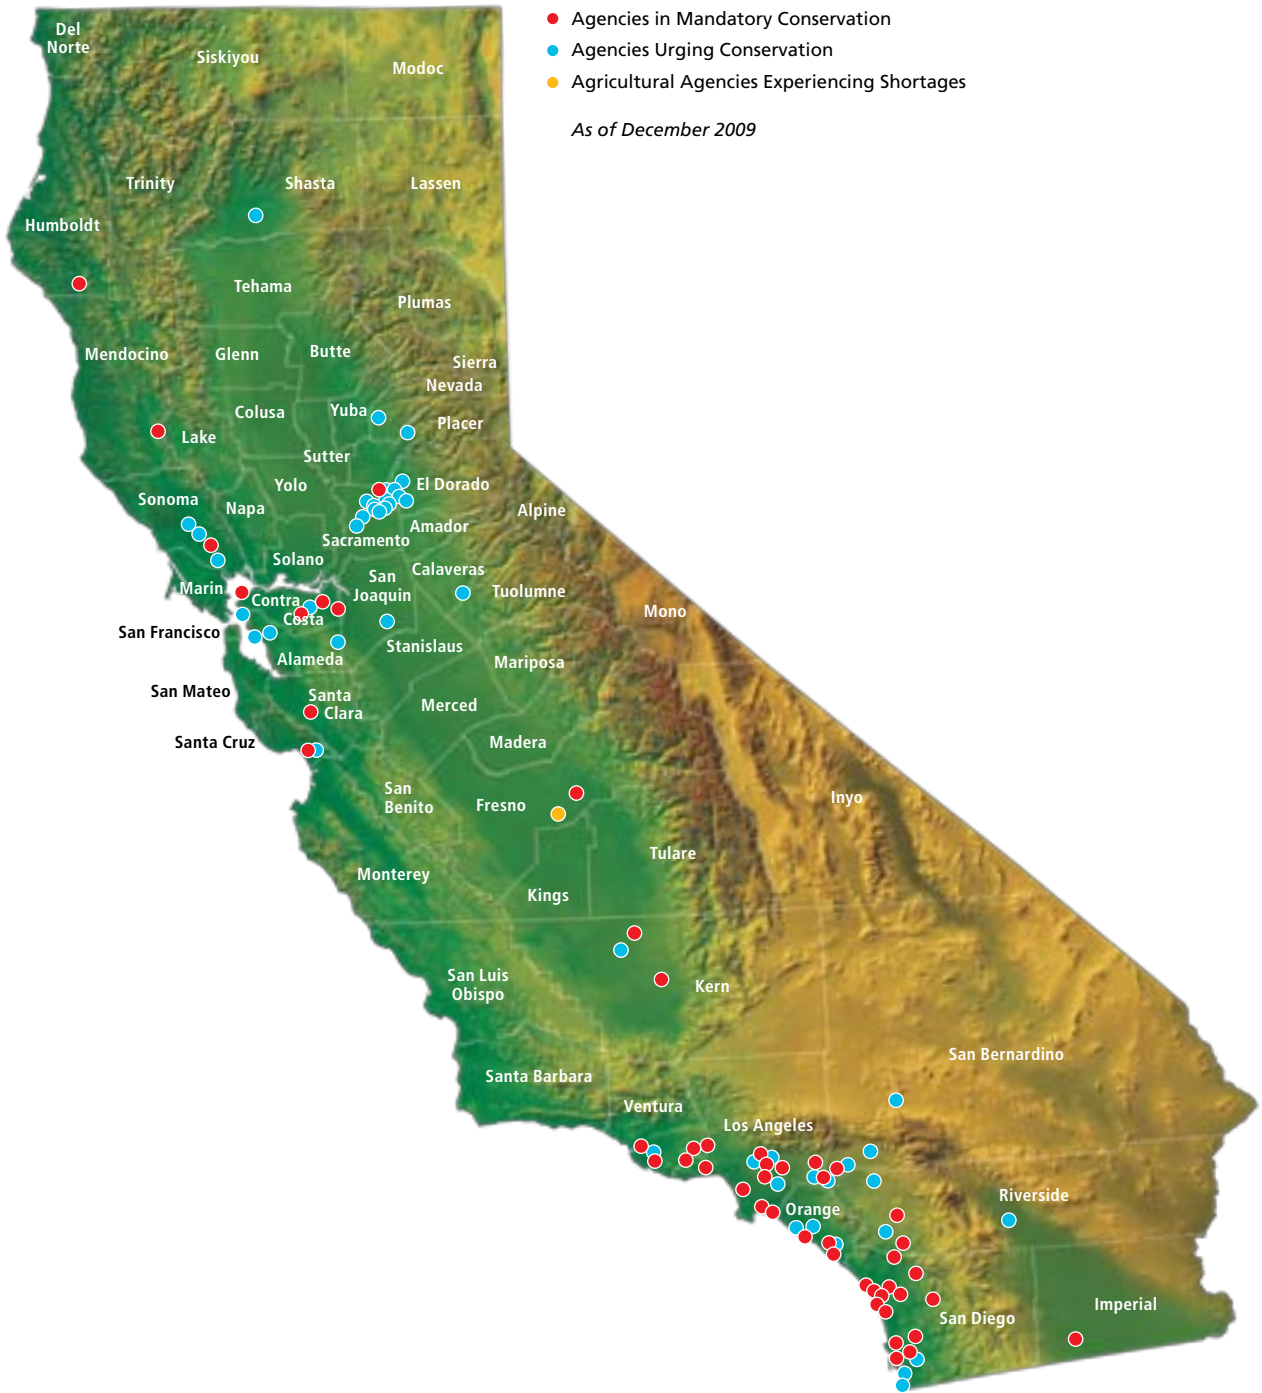 Agencies in Mandatory Conservation
Agencies Urging Conservation
Agricultural Agencies Experiencing Shortages
As of December 2009
Del
Norte
Siskiyou
Modoc
Trinity
Shasta
Lassen
Humboldt
Tehama
Plumas
Mendocino
Glenn
Butte
Sierra
Nevada
Colusa
Yuba
Placer
Lake
Sutter
Yolo
El Dorado
Sonoma
Napa
Alpine
Amador
Sacramento
Solano
Calaveras
San
Joaquin
Marin
Tuolumne
Contra
Costa
Mono
San Francisco
Stanislaus
Alameda
Mariposa
San Mateo
Santa
Clara
Merced
Santa Cruz
Madera
San
Benito
Fresno
Inyo
Tulare
Monterey
Kings
San Luis
Obispo
Kern
San Bernardino
Santa Barbara
Ventura
Los Angeles
Riverside
Orange
San Diego
Imperial